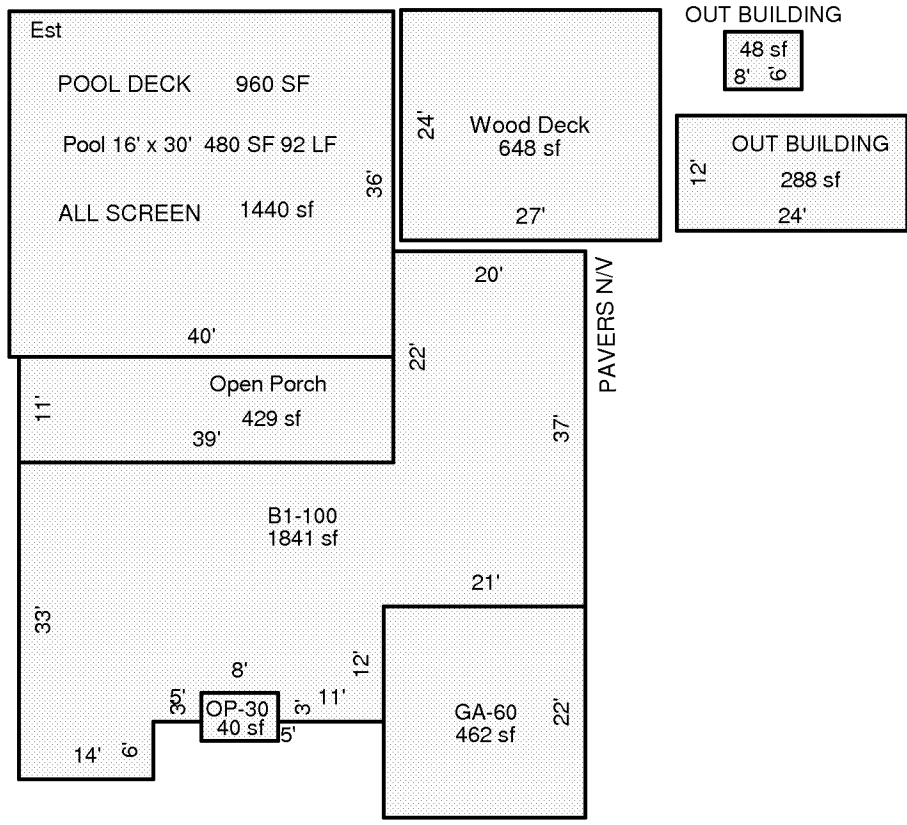 Est
POOL DECK 960 SF
Pool 16' x 30' 480 SF 92 LF
ALL SCREEN 1440 sf
36'
40'
24'
Wood Deck
648 sf
27'
OUT BUILDING
48 sf
8' 6'
12'
OUT BUILDING
288 sf
24'
11'
Open Porch
429 sf
39'
20'
22'
PAVERS N/V
37'
B1-100
1841 sf
33'
21'
12'
8'
5'
3'
OP-30
40 sf
3'
11'
5'
14'
6'
GA-60
462 sf
22'